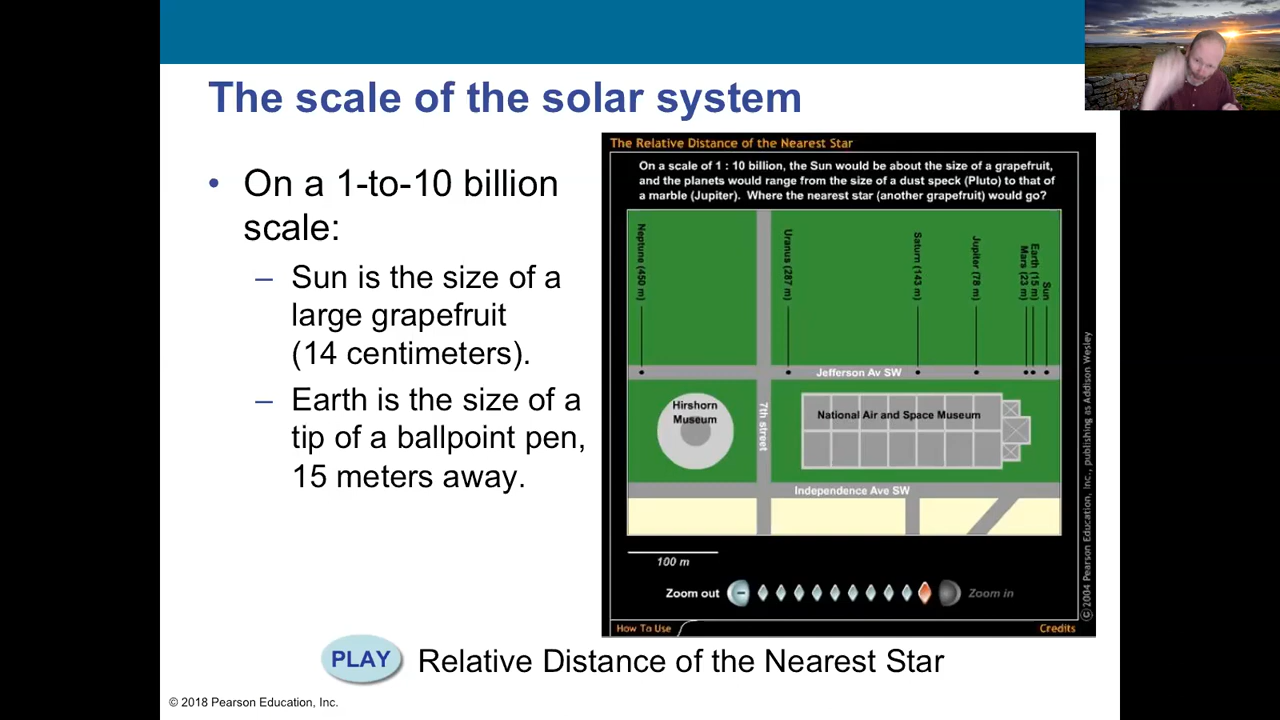 The scale of the solar system
• On a 1-to-10 billion
scale:
– Sun is the size of a
large grapefruit
(14 centimeters).
– Earth is the size of a
tip of a ballpoint pen,
15 meters away.
The Relative Distance of the Nearest Star
On a scale of 1 : 10 billion, the Sun would be about the size of a grapefruit,
and the planets would range from the size of a dust speck (Pluto) to that of
a marble (Jupiter). Where the nearest star (another grapefruit) would go?
Neptune (450 m)
Uranus (287 m)
Saturn (143 m)
Jupiter (78 m)
Mars (23 m)
Earth (15 m)
Sun
Jefferson Av SW
Hirshorn
Museum
7th street
National Air and Space Museum
Independence Ave SW
100 m
Zoom out
Zoom in
How To Use
Credits
©2004 Pearson Education, Inc., publishing as Addison Wesley
PLAY
Relative Distance of the Nearest Star
© 2018 Pearson Education, Inc.